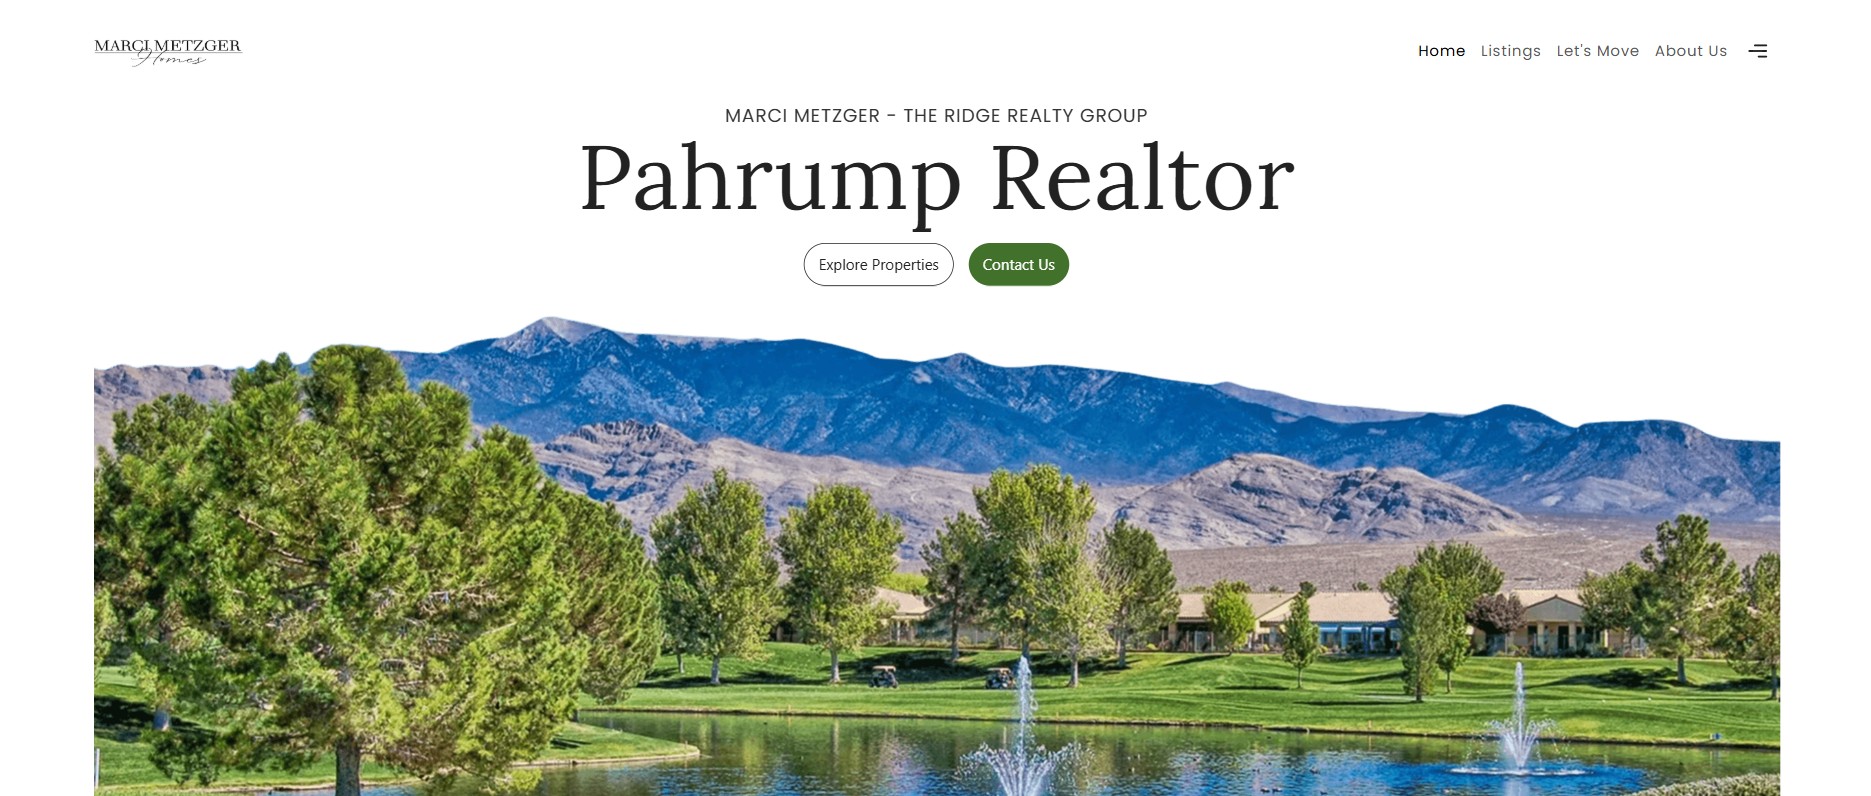 MARCI METZGER
Homes
Home Listings Let's Move About Us
MARCI METZGER - THE RIDGE REALTY GROUP
Pahrump Realtor
Explore Properties Contact Us